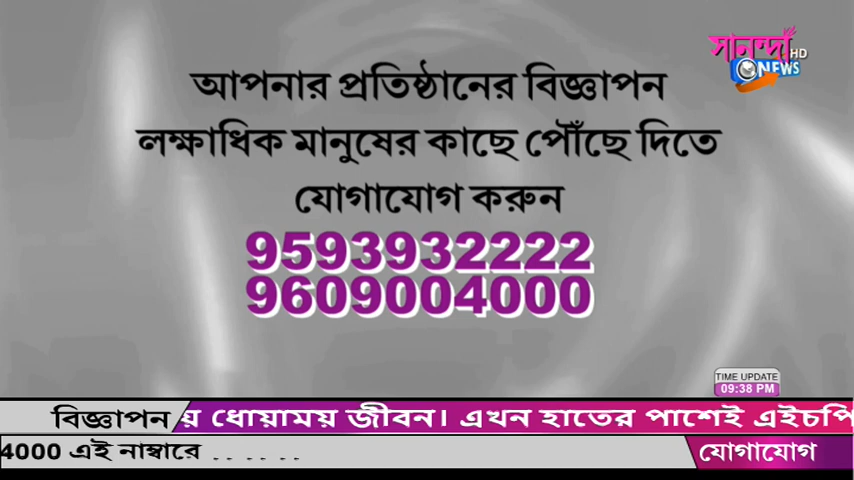 সানন্দা HD
NEWS
আপনার প্রতিষ্ঠানের বিজ্ঞাপন
লক্ষাধিক মানুষের কাছে পৌঁছে দিতে
যোগাযোগ করুন
9593932222
9609004000
TIME UPDATE
09:38 PM
বিজ্ঞাপন
য় ধোয়াময় জীবন। এখন হাতের পাশেই এইচপি
4000 এই নাম্বারে . . . . . .
যোগাযোগ